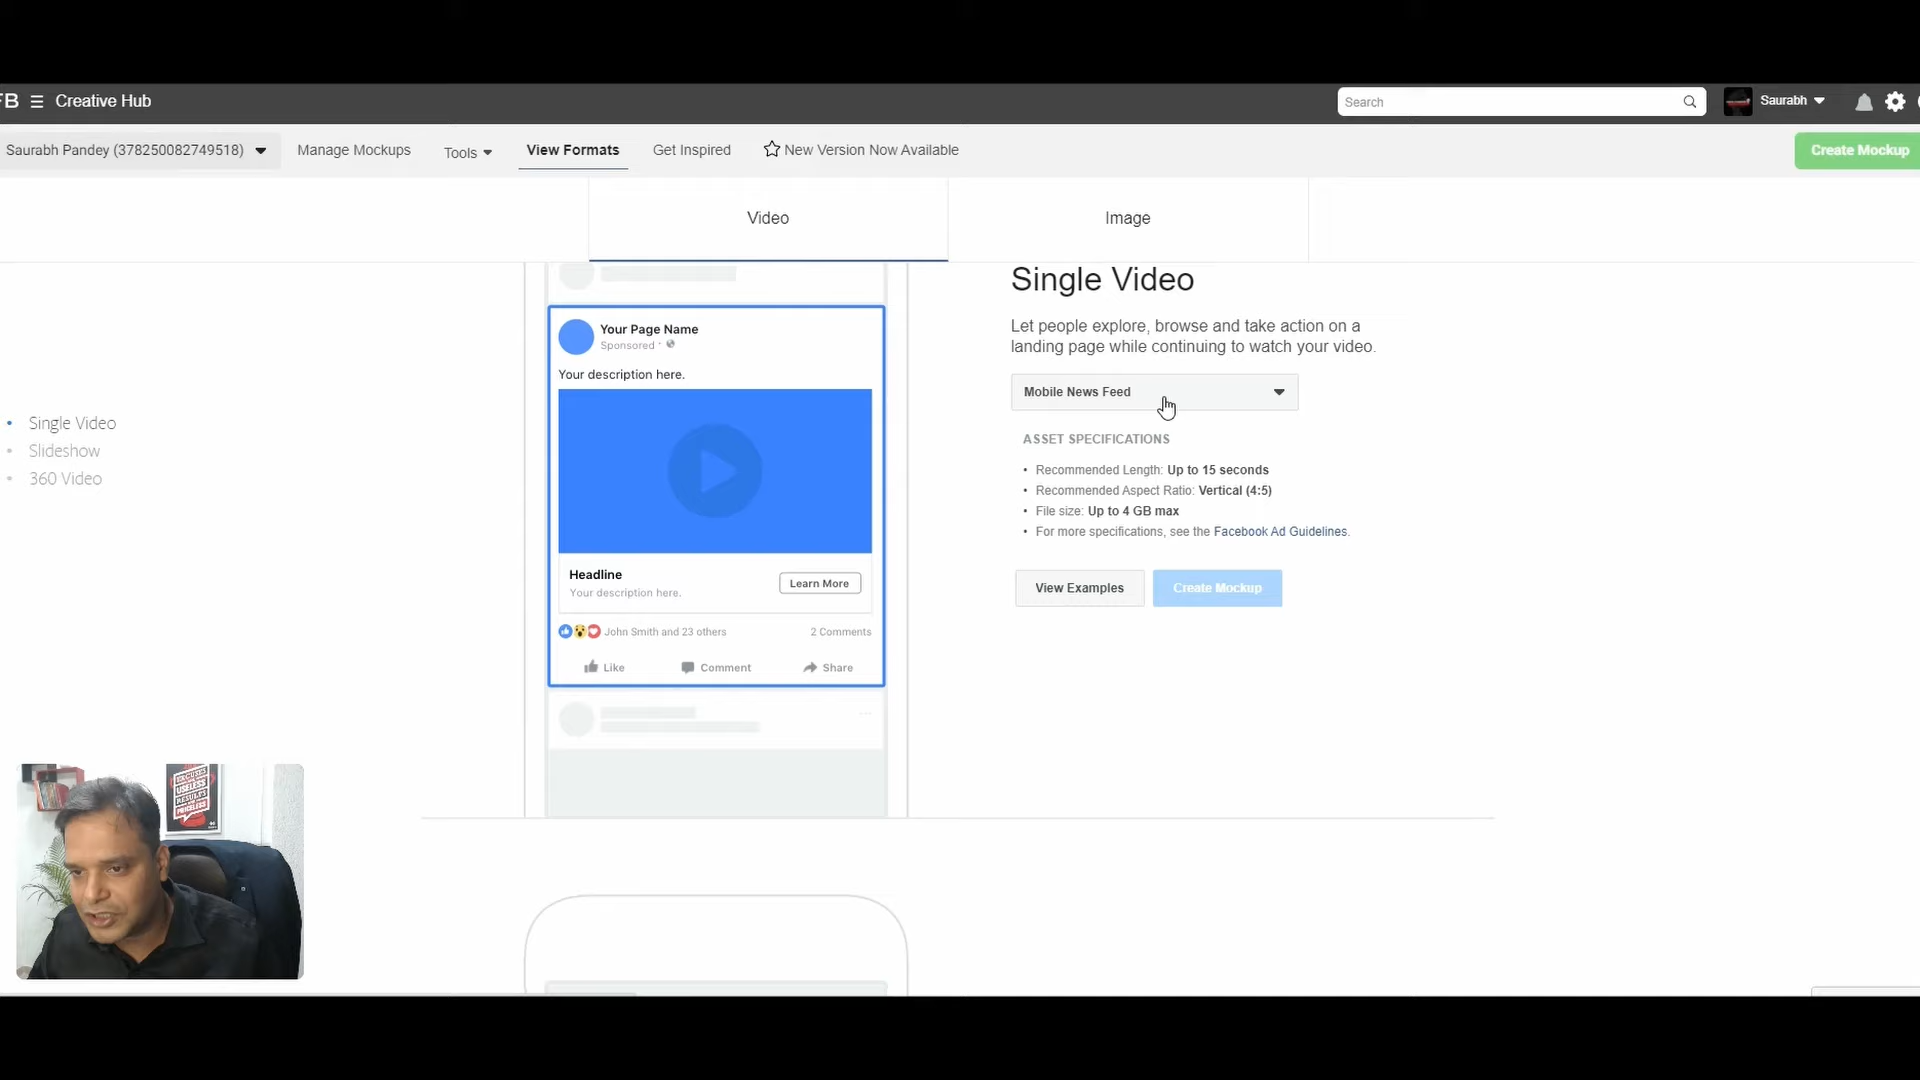 FB ☰ Creative Hub
Search
Saurabh
Saurabh Pandey (378250082749518)
Manage Mockups
Tools
View Formats
Get Inspired
New Version Now Available
Create Mockup
Video
Image
Single Video
Let people explore, browse and take action on a
landing page while continuing to watch your video.
Mobile News Feed
ASSET SPECIFICATIONS
• Recommended Length: Up to 15 seconds
• Recommended Aspect Ratio: Vertical (4:5)
• File size: Up to 4 GB max
• For more specifications, see the Facebook Ad Guidelines.
View Examples
Create Mockup
• Single Video
• Slideshow
• 360 Video
Your Page Name
Sponsored ·
Your description here.
Headline
Your description here.
Learn More
John Smith and 23 others
2 Comments
Like
Comment
Share
EXCUSES
USELESS
RESULTS
PRICELESS